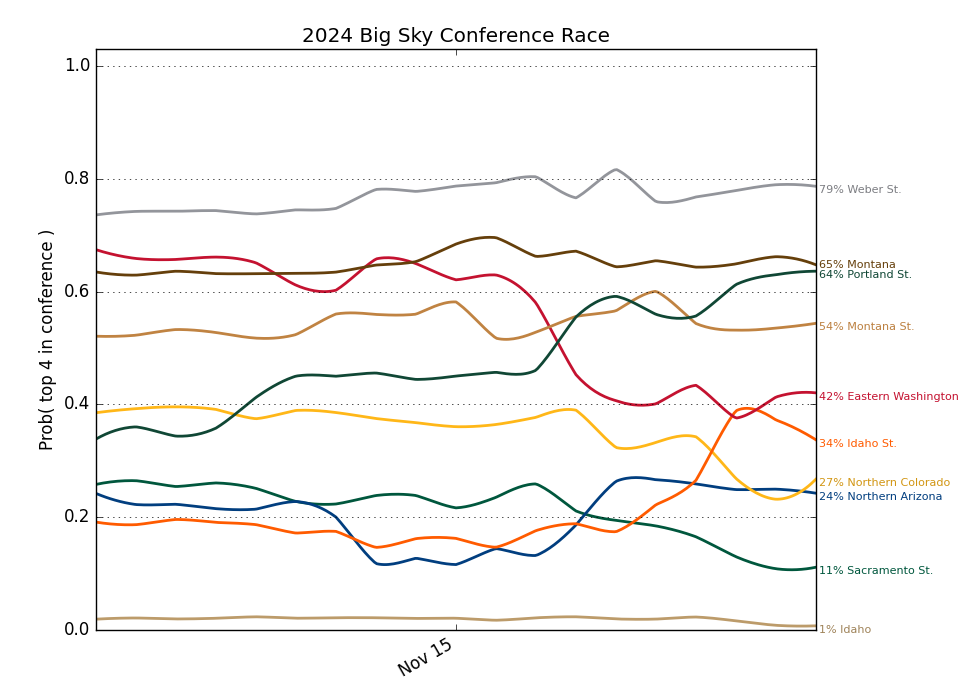 2024 Big Sky Conference Race
Prob( top 4 in conference )
1.0
0.8
0.6
0.4
0.2
0.0
Nov 15
79% Weber St.
65% Montana
64% Portland St.
54% Montana St.
42% Eastern Washington
34% Idaho St.
27% Northern Colorado
24% Northern Arizona
11% Sacramento St.
1% Idaho